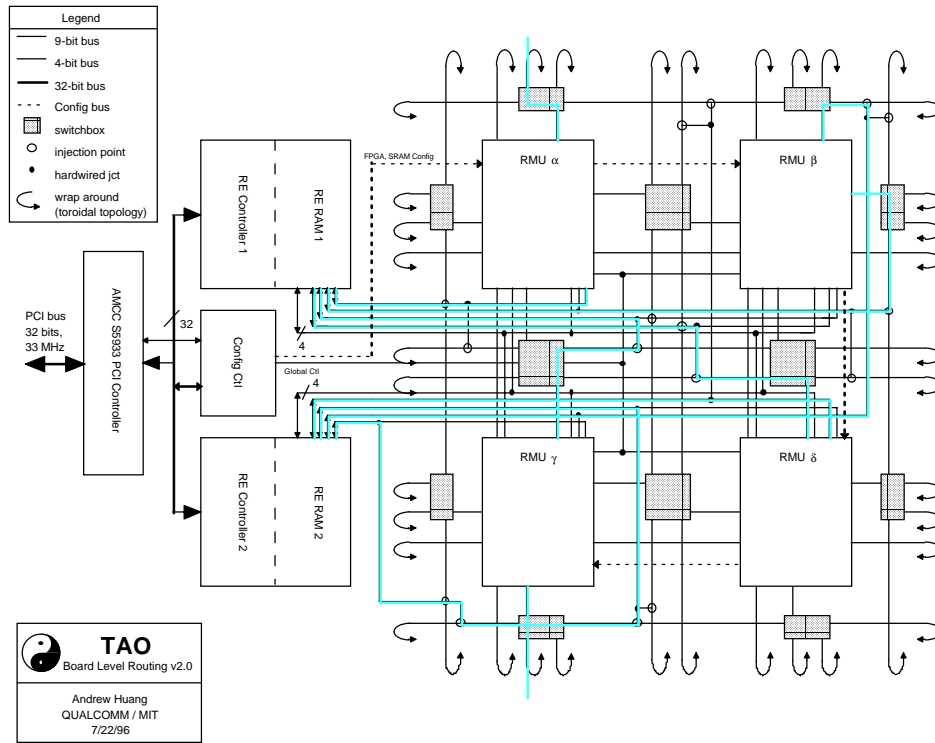 Legend
9-bit bus
4-bit bus
32-bit bus
Config bus
switchbox
injection point
hardwired jct
wrap around
(toroidal topology)
RE Controller 1
RE RAM 1
FPGA, SRAM Config
RMU α
RMU β
AMCC S5933 PCI Controller
PCI bus
32 bits,
33 MHz
32
Config Ctl
4
Global Ctl
4
RE Controller 2
RE RAM 2
RMU γ
RMU δ
TAO
Board Level Routing v2.0
Andrew Huang
QUALCOMM / MIT
7/22/96